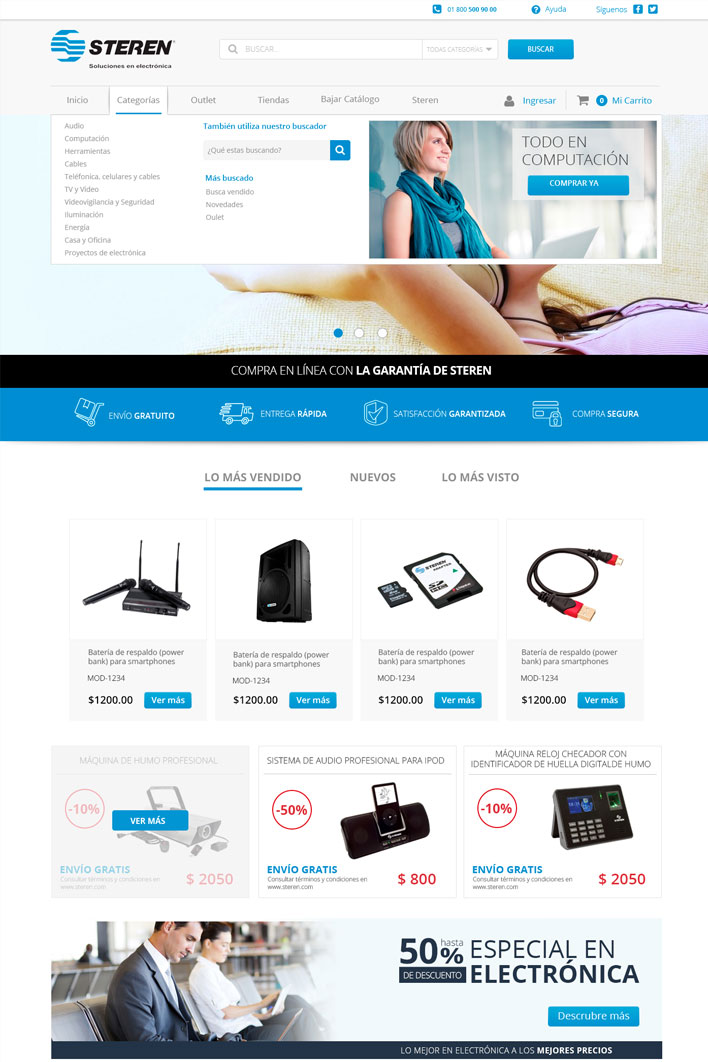 01 800 500 90 00
Ayuda
Síguenos
STEREN
Soluciones en electrónica
BUSCAR...
TODAS CATEGORIAS
BUSCAR
Inicio
Categorías
Outlet
Tiendas
Bajar Catálogo
Steren
Ingresar
0
Mi Carrito
Audio
Computación
Herramientas
Cables
Teléfonica, celulares y cables
TV y Video
Videovigilancia y Seguridad
Iluminación
Energía
Casa y Oficina
Proyectos de electrónica
También utiliza nuestro buscador
¿Qué estas buscando?
Más buscado
Busca vendido
Novedades
Oulet
TODO EN
COMPUTACIÓN
COMPRAR YA
COMPRA EN LÍNEA CON LA GARANTÍA DE STEREN
ENVÍO GRATUITO
ENTREGA RÁPIDA
SATISFACCIÓN GARANTIZADA
COMPRA SEGURA
LO MÁS VENDIDO
NUEVOS
LO MÁS VISTO
STEREN
ADAPTER
Batería de respaldo (power
bank) para smartphones
MOD-1234
$1200.00
Ver más
Batería de respaldo (power
bank) para smartphones
MOD-1234
$1200.00
Ver más
Batería de respaldo (power
bank) para smartphones
MOD-1234
$1200.00
Ver más
Batería de respaldo (power
bank) para smartphones
MOD-1234
$1200.00
Ver más
MÁQUINA DE HUMO PROFESIONAL
-10%
VER MÁS
ENVÍO GRATIS
Consultar términos y condiciones en
www.steren.com
$ 2050
SISTEMA DE AUDIO PROFESIONAL PARA IPOD
-50%
ENVÍO GRATIS
Consultar términos y condiciones en
www.steren.com
$ 800
MÁQUINA RELOJ CHECADOR CON
IDENTIFICADOR DE HUELLA DIGITALDE HUMO
-10%
ENVÍO GRATIS
Consultar términos y condiciones en
www.steren.com
$ 2050
50%
hasta
DE DESCUENTO
ESPECIAL EN
ELECTRÓNICA
Descrubre más
LO MEJOR EN ELECTRÓNICA A LOS MEJORES PRECIOS